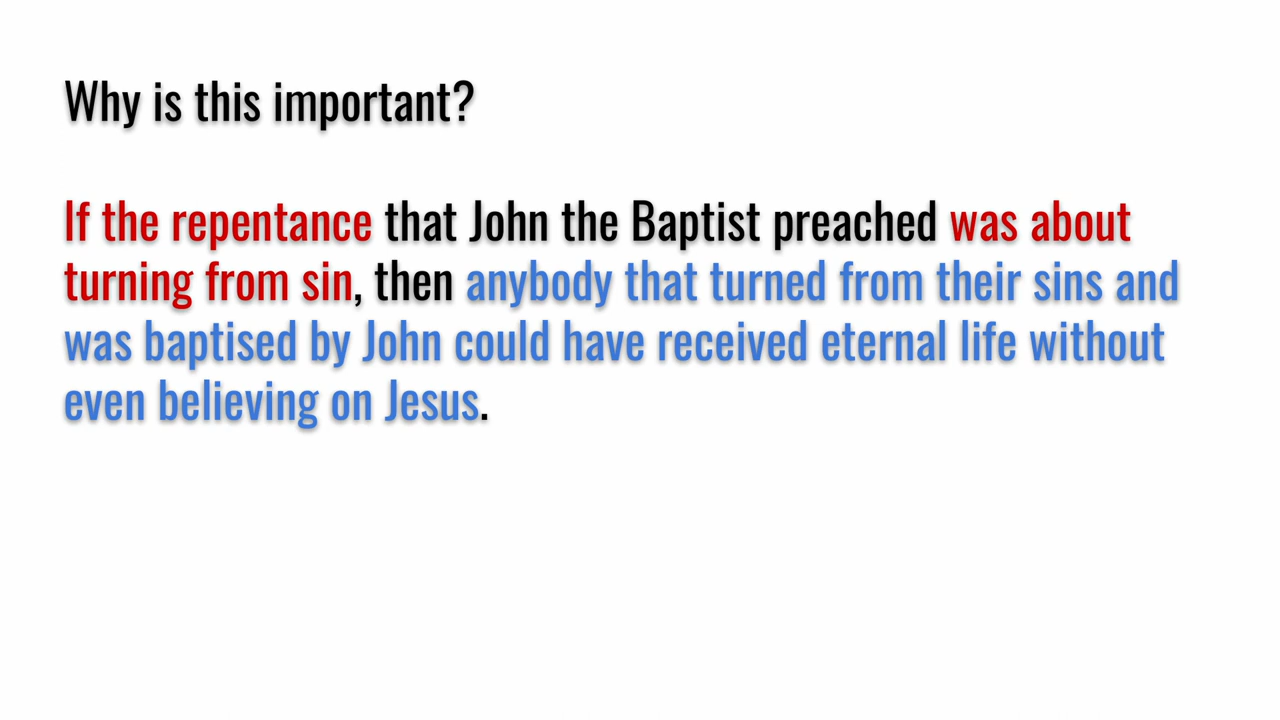 Why is this important?
If the repentance that John the Baptist preached was about
turning from sin, then anybody that turned from their sins and
was baptised by John could have received eternal life without
even believing on Jesus.